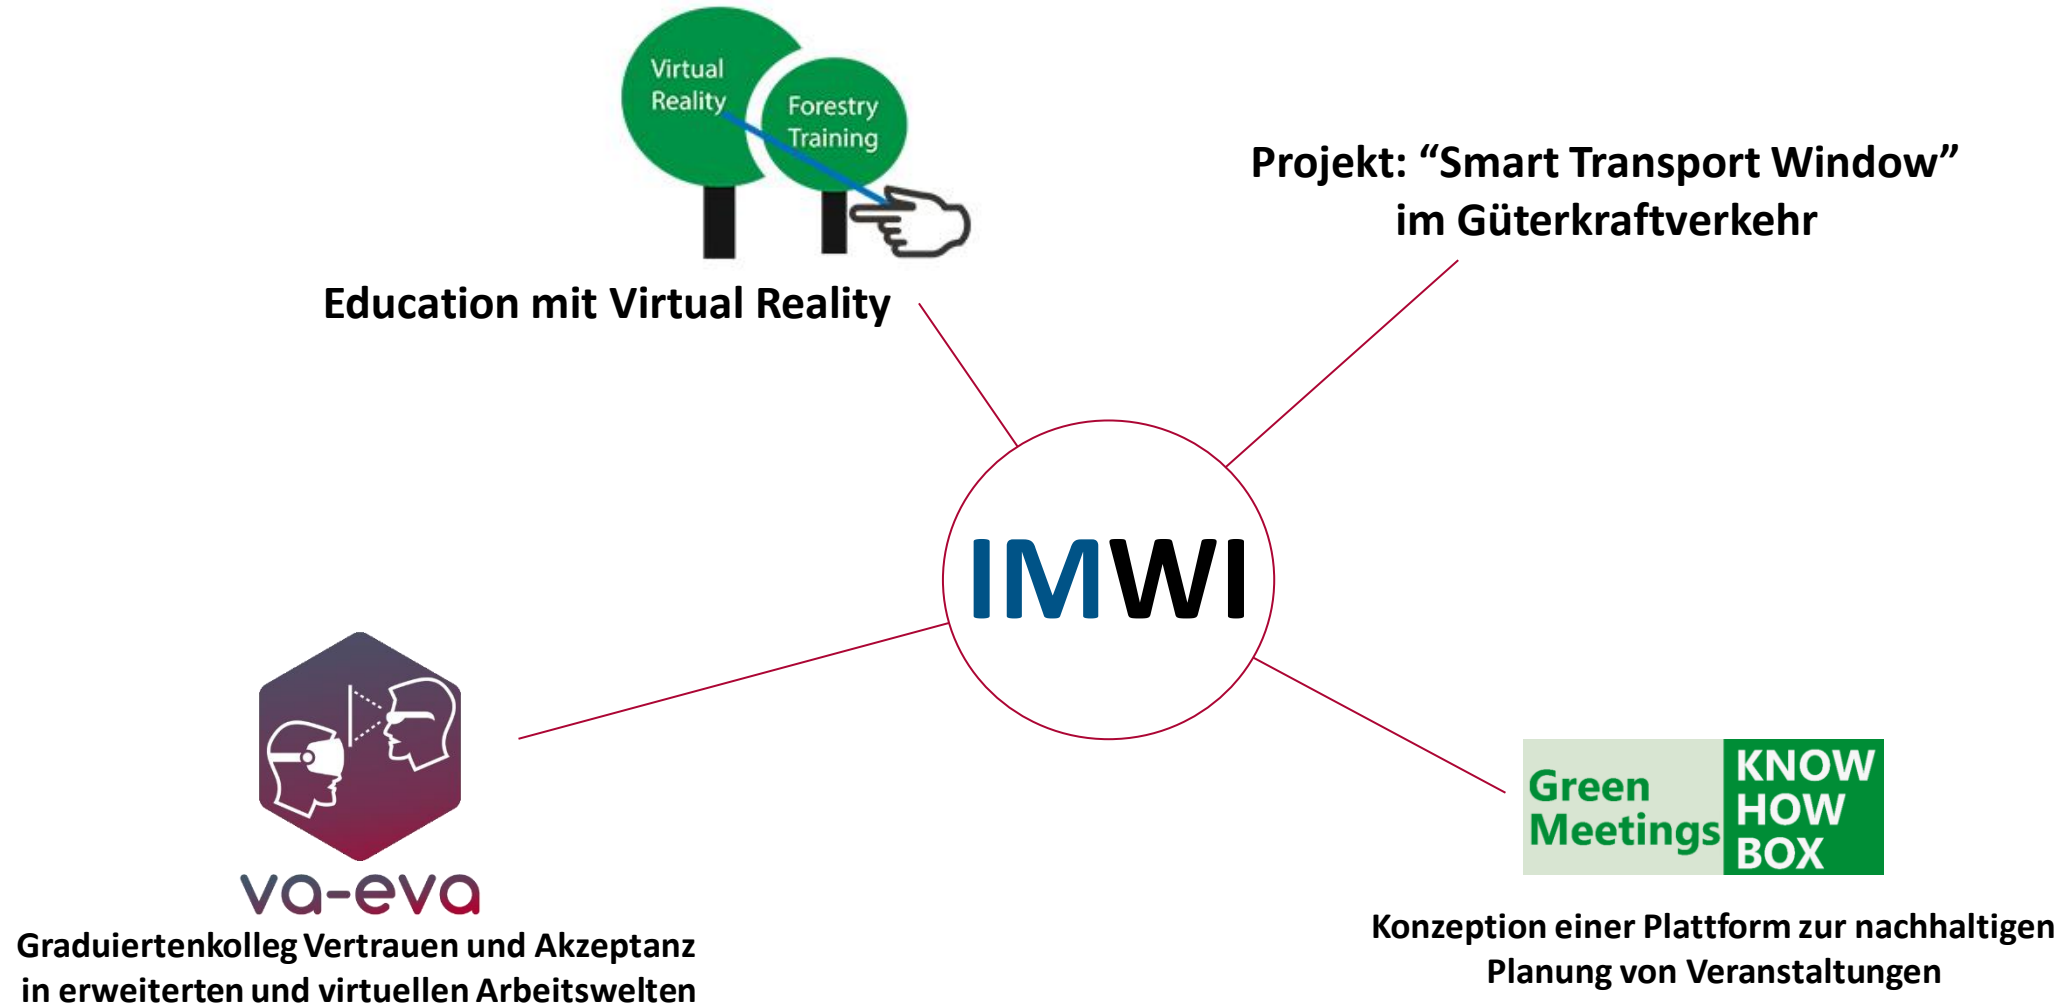 Virtual
Reality
Forestry
Training
Education mit Virtual Reality
Projekt: “Smart Transport Window”
im Güterkraftverkehr
IMWI
va-eva
Graduiertenkolleg Vertrauen und Akzeptanz
in erweiterten und virtuellen Arbeitswelten
Green
Meetings
KNOW
HOW
BOX
Konzeption einer Plattform zur nachhaltigen
Planung von Veranstaltungen